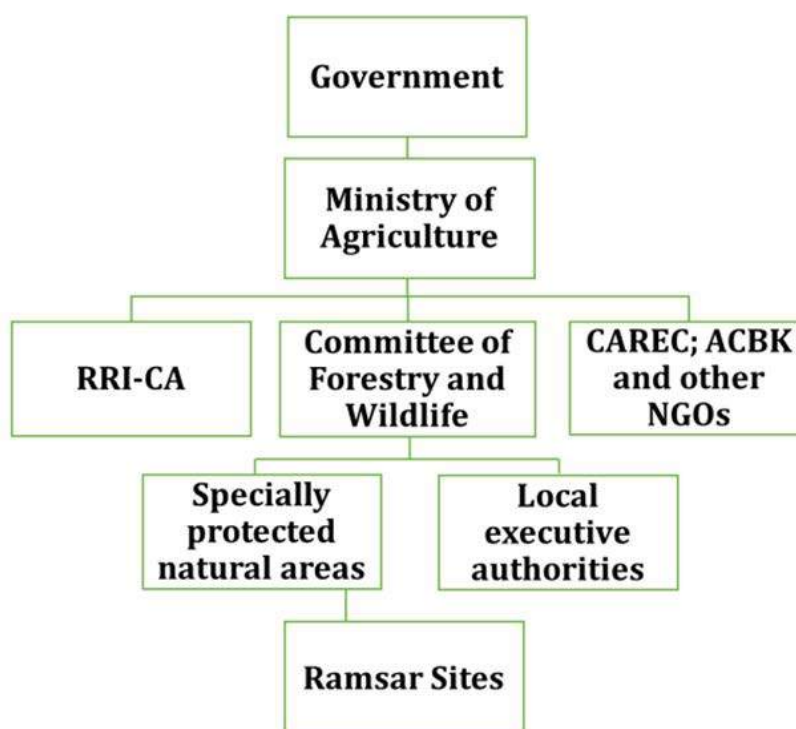 Government
Ministry of
Agriculture
RRI-CA
Committee of
Forestry and
Wildlife
CAREC; ACBK
and other
NGOs
Specially
protected
natural areas
Local
executive
authorities
Ramsar Sites